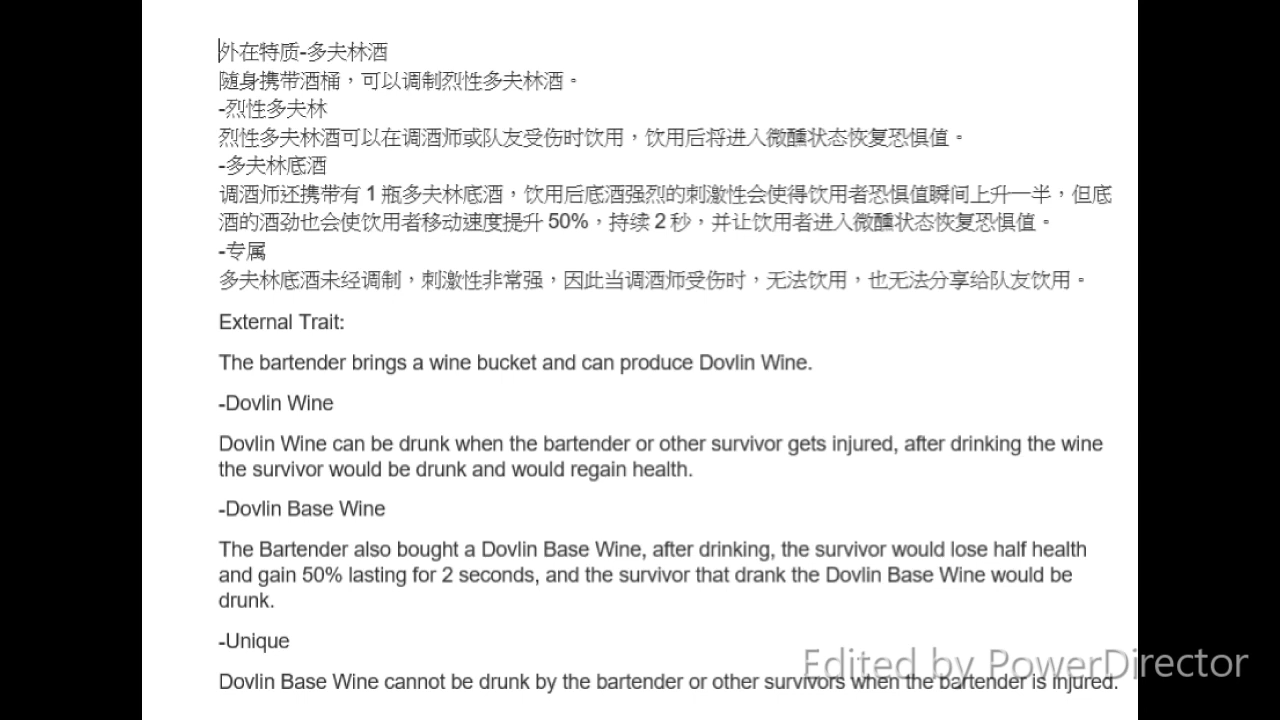 外在特质-多夫林酒
随身携带酒桶，可以调制烈性多夫林酒。
-烈性多夫林
烈性多夫林酒可以在调酒师或队友受伤时饮用，饮用后将进入微醺状态恢复恐惧值。
-多夫林底酒
调酒师还携带有 1 瓶多夫林底酒，饮用后底酒强烈的刺激性会使得饮用者恐惧值瞬间上升一半，但底
酒的酒劲也会使饮用者移动速度提升 50%，持续 2 秒，并让饮用者进入微醺状态恢复恐惧值。
-专属
多夫林底酒未经调制，刺激性非常强，因此当调酒师受伤时，无法饮用，也无法分享给队友饮用。
External Trait:
The bartender brings a wine bucket and can produce Dovlin Wine.
-Dovlin Wine
Dovlin Wine can be drunk when the bartender or other survivor gets injured, after drinking the wine
the survivor would be drunk and would regain health.
-Dovlin Base Wine
The Bartender also bought a Dovlin Base Wine, after drinking, the survivor would lose half health
and gain 50% lasting for 2 seconds, and the survivor that drank the Dovlin Base Wine would be
drunk.
-Unique
Edited by PowerDirector
Dovlin Base Wine cannot be drunk by the bartender or other survivors when the bartender is injured.